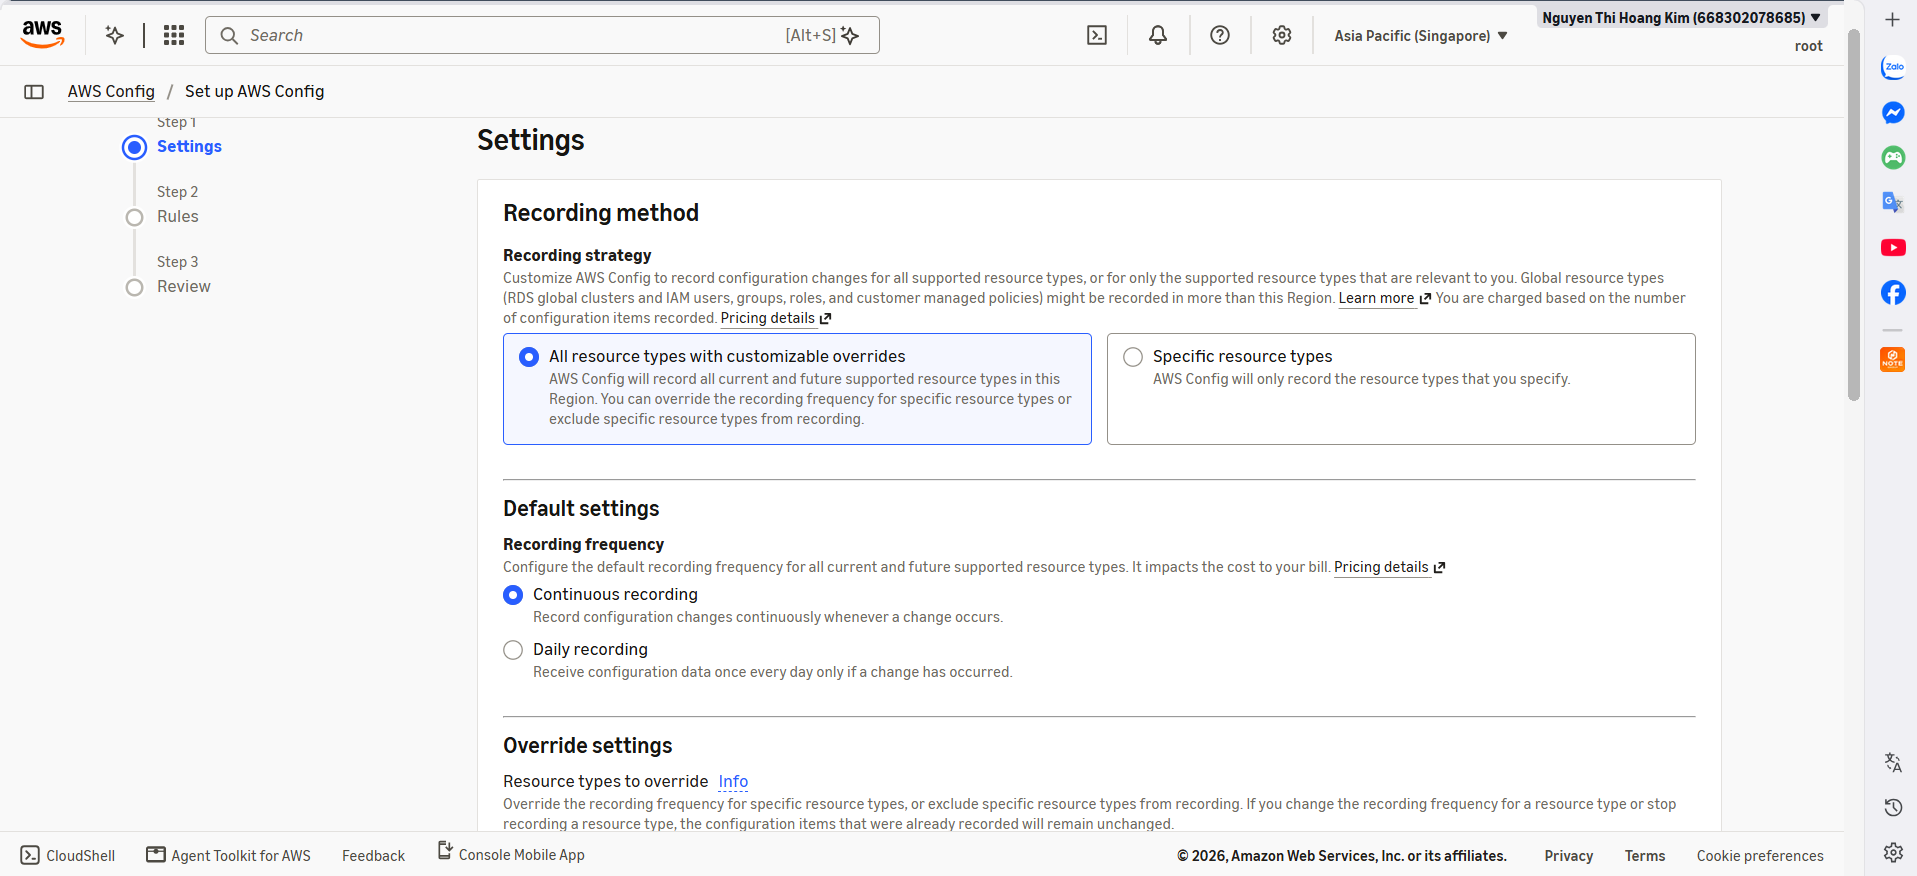 aws
Search
[Alt+S]
Asia Pacific (Singapore)
Nguyen Thi Hoang Kim (668302078685)
root
Zalo
AWS Config / Set up AWS Config
Step 1
Settings
Step 2
Rules
Step 3
Review
Settings
Recording method
Recording strategy
Customize AWS Config to record configuration changes for all supported resource types, or for only the supported resource types that are relevant to you. Global resource types
(RDS global clusters and IAM users, groups, roles, and customer managed policies) might be recorded in more than this Region. Learn more You are charged based on the number
of configuration items recorded. Pricing details
All resource types with customizable overrides
AWS Config will record all current and future supported resource types in this
Region. You can override the recording frequency for specific resource types or
exclude specific resource types from recording.
Specific resource types
AWS Config will only record the resource types that you specify.
Default settings
Recording frequency
Configure the default recording frequency for all current and future supported resource types. It impacts the cost to your bill. Pricing details
Continuous recording
Record configuration changes continuously whenever a change occurs.
Daily recording
Receive configuration data once every day only if a change has occurred.
Override settings
Resource types to override Info
Override the recording frequency for specific resource types, or exclude specific resource types from recording. If you change the recording frequency for a resource type or stop
recording a resource type, the configuration items that were already recorded will remain unchanged.
NOTE
CloudShell
Agent Toolkit for AWS
Feedback
Console Mobile App
© 2026, Amazon Web Services, Inc. or its affiliates.
Privacy
Terms
Cookie preferences